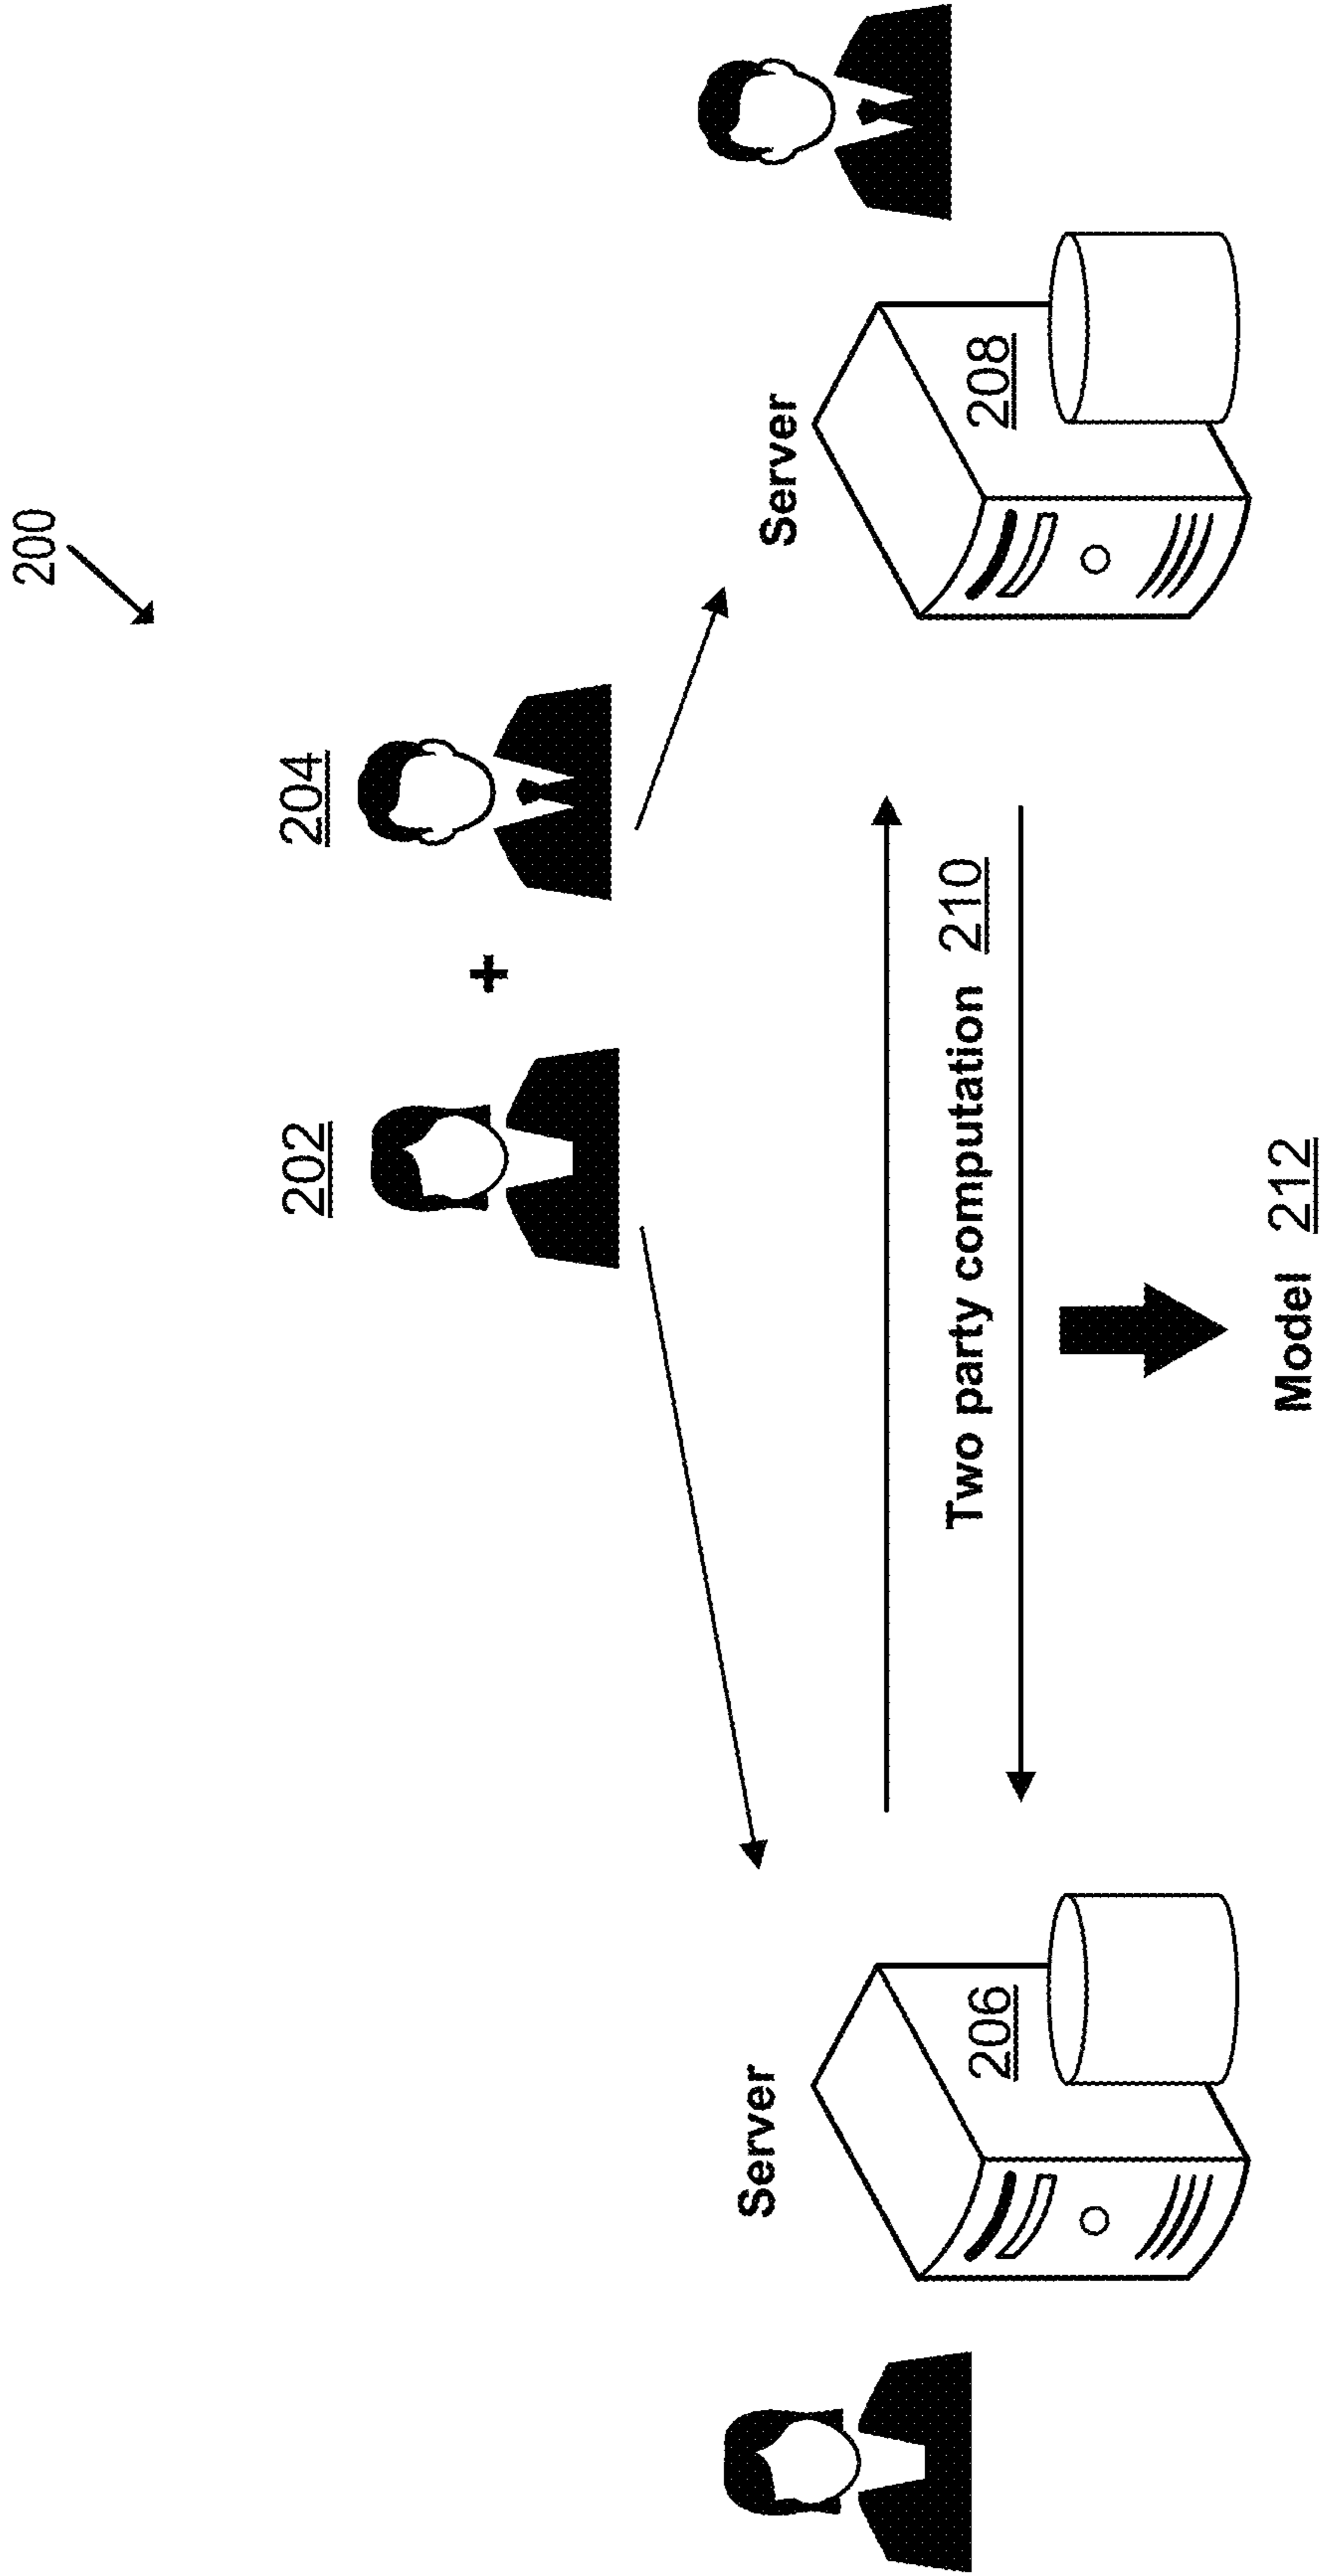 200
202
204
Server
206
Server
208
Two party computation 210
Model 212